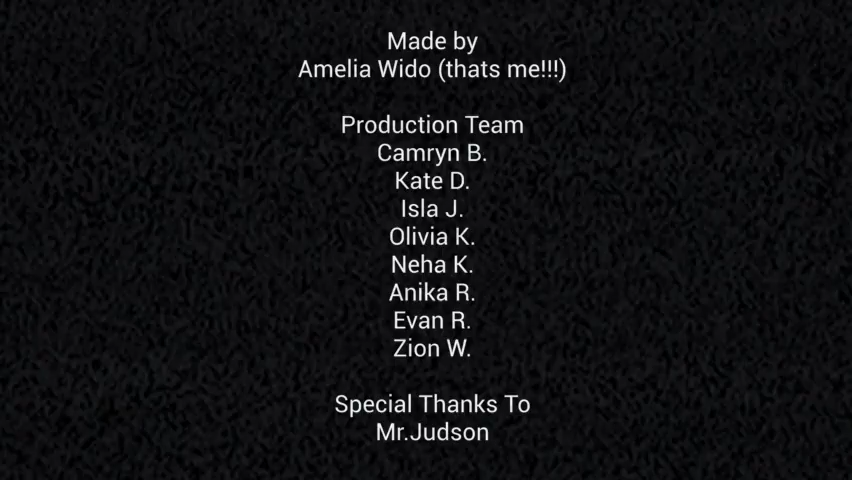 Made by
Amelia Wido (thats me!!!)
Production Team
Camryn B.
Kate D.
Isla J.
Olivia K.
Neha K.
Anika R.
Evan R.
Zion W.
Special Thanks To
Mr.Judson